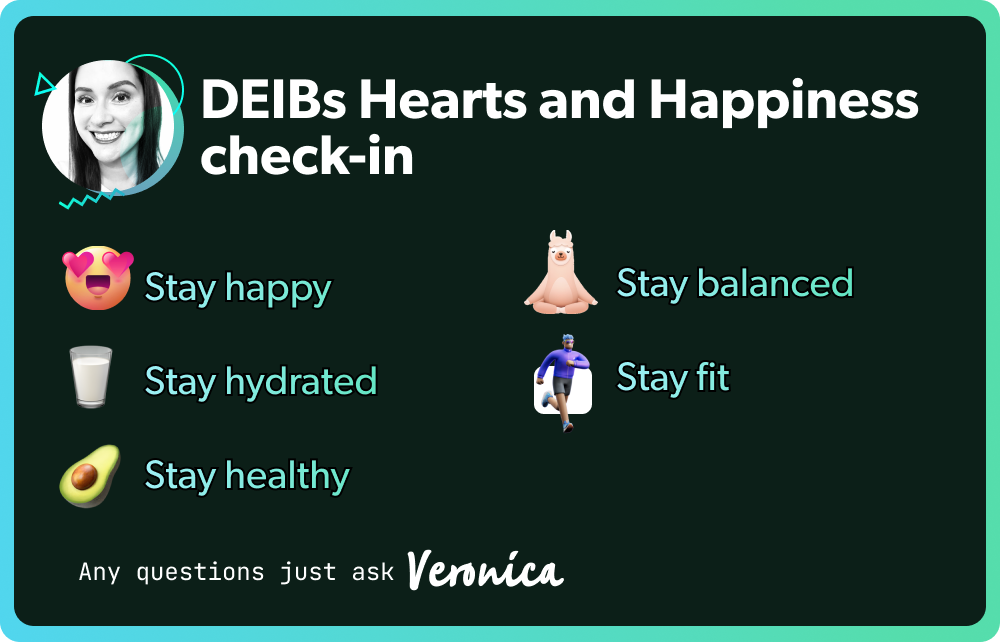 DEIBs Hearts and Happiness
check-in
Stay happy
Stay hydrated
Stay healthy
Stay balanced
Stay fit
Any questions just ask Veronica